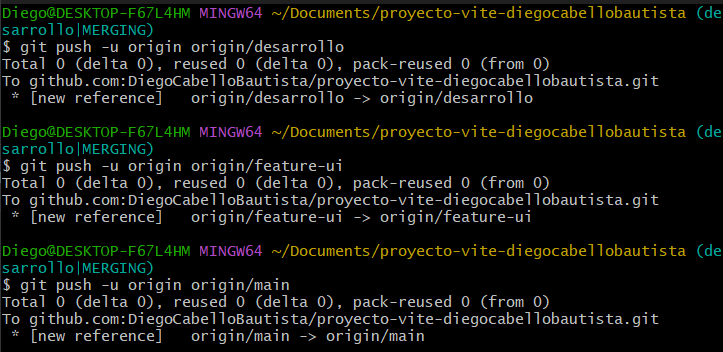 Diego@DESKTOP-F67L4HM MINGW64 ~/Documents/proyecto-vite-diegocabellobautista (de
sarrollo|MERGING)
$ git push -u origin origin/desarrollo
Total 0 (delta 0), reused 0 (delta 0), pack-reused 0 (from 0)
To github.com:DiegoCabelloBautista/proyecto-vite-diegocabellobautista.git
 * [new reference]   origin/desarrollo -> origin/desarrollo
Diego@DESKTOP-F67L4HM MINGW64 ~/Documents/proyecto-vite-diegocabellobautista (de
sarrollo|MERGING)
$ git push -u origin origin/feature-ui
Total 0 (delta 0), reused 0 (delta 0), pack-reused 0 (from 0)
To github.com:DiegoCabelloBautista/proyecto-vite-diegocabellobautista.git
 * [new reference]   origin/feature-ui -> origin/feature-ui
Diego@DESKTOP-F67L4HM MINGW64 ~/Documents/proyecto-vite-diegocabellobautista (de
sarrollo|MERGING)
$ git push -u origin origin/main
Total 0 (delta 0), reused 0 (delta 0), pack-reused 0 (from 0)
To github.com:DiegoCabelloBautista/proyecto-vite-diegocabellobautista.git
 * [new reference]   origin/main -> origin/main